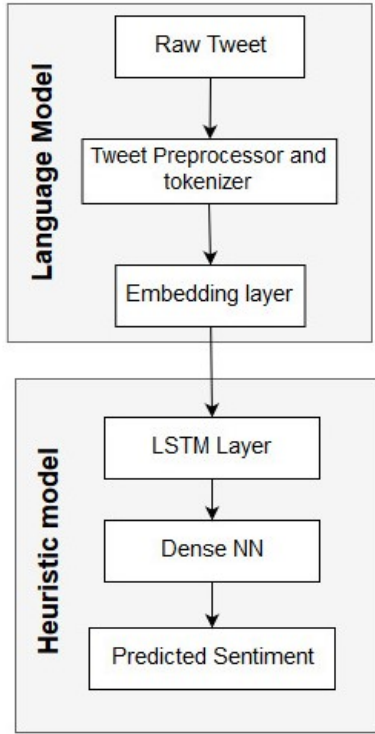 Language Model
Raw Tweet
Tweet Preprocessor and
tokenizer
Embedding layer
Heuristic model
LSTM Layer
Dense NN
Predicted Sentiment